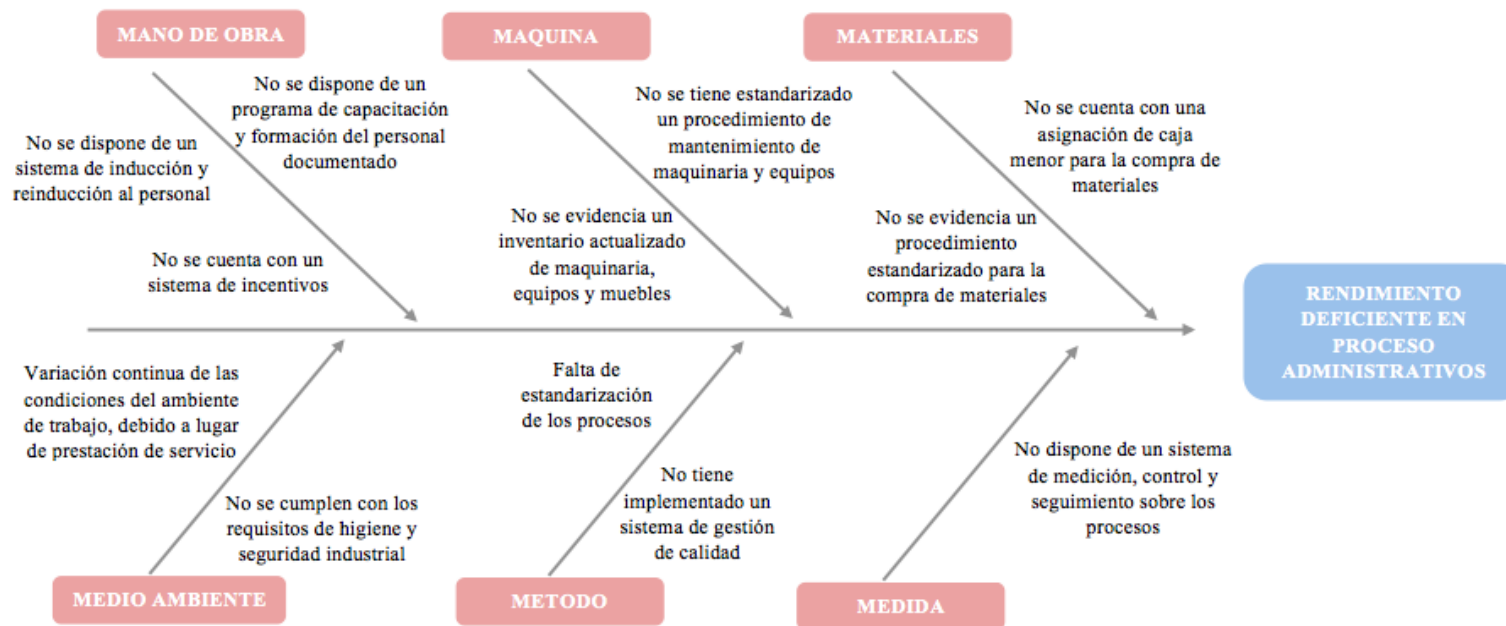 MANO DE OBRA
MAQUINA
MATERIALES
No se dispone de un
programa de capacitación
y formación del personal
documentado
No se dispone de un
sistema de inducción y
reinducción al personal
No se cuenta con un
sistema de incentivos
No se tiene estandarizado
un procedimiento de
mantenimiento de
maquinaria y equipos
No se evidencia un
inventario actualizado
de maquinaria,
equipos y muebles
No se cuenta con una
asignación de caja
menor para la compra de
materiales
No se evidencia un
procedimiento
estandarizado para la
compra de materiales
RENDIMIENTO
DEFICIENTE EN
PROCESO
ADMINISTRATIVOS
Variación continua de las
condiciones del ambiente
de trabajo, debido a lugar
de prestación de servicio
No se cumplen con los
requisitos de higiene y
seguridad industrial
Falta de
estandarización
de los procesos
No tiene
implementado un
sistema de gestión
de calidad
No dispone de un sistema
de medición, control y
seguimiento sobre los
procesos
MEDIO AMBIENTE
METODO
MEDIDA